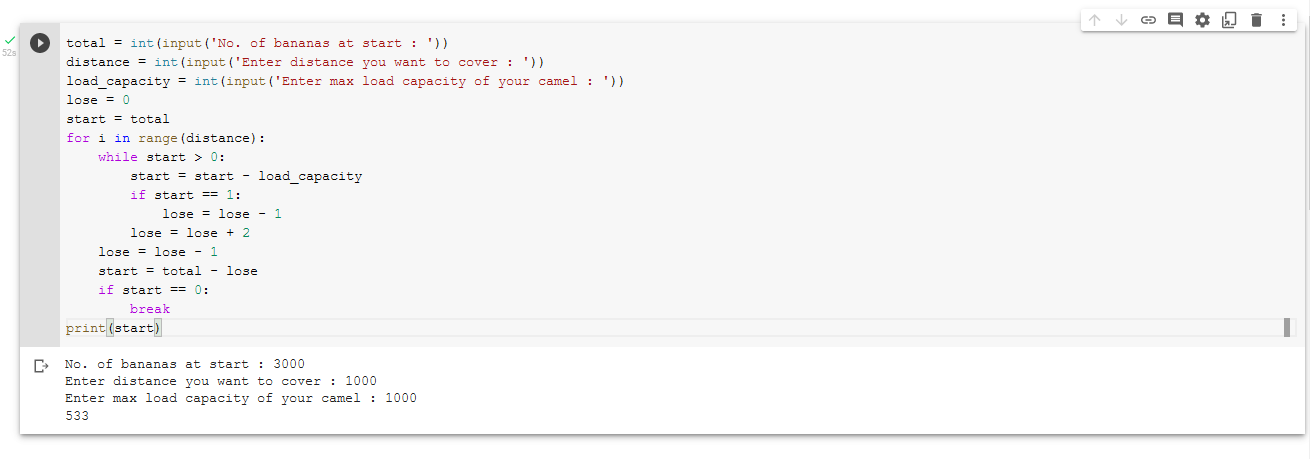 52s
total = int(input('No. of bananas at start : '))
distance = int(input('Enter distance you want to cover : '))
load_capacity = int(input('Enter max load capacity of your camel : '))
lose = 0
start = total
for i in range(distance):
    while start > 0:
        start = start - load_capacity
        if start == 1:
            lose = lose - 1
        lose = lose + 2
    lose = lose - 1
    start = total - lose
    if start == 0:
        break
print(start)
No. of bananas at start : 3000
Enter distance you want to cover : 1000
Enter max load capacity of your camel : 1000
533